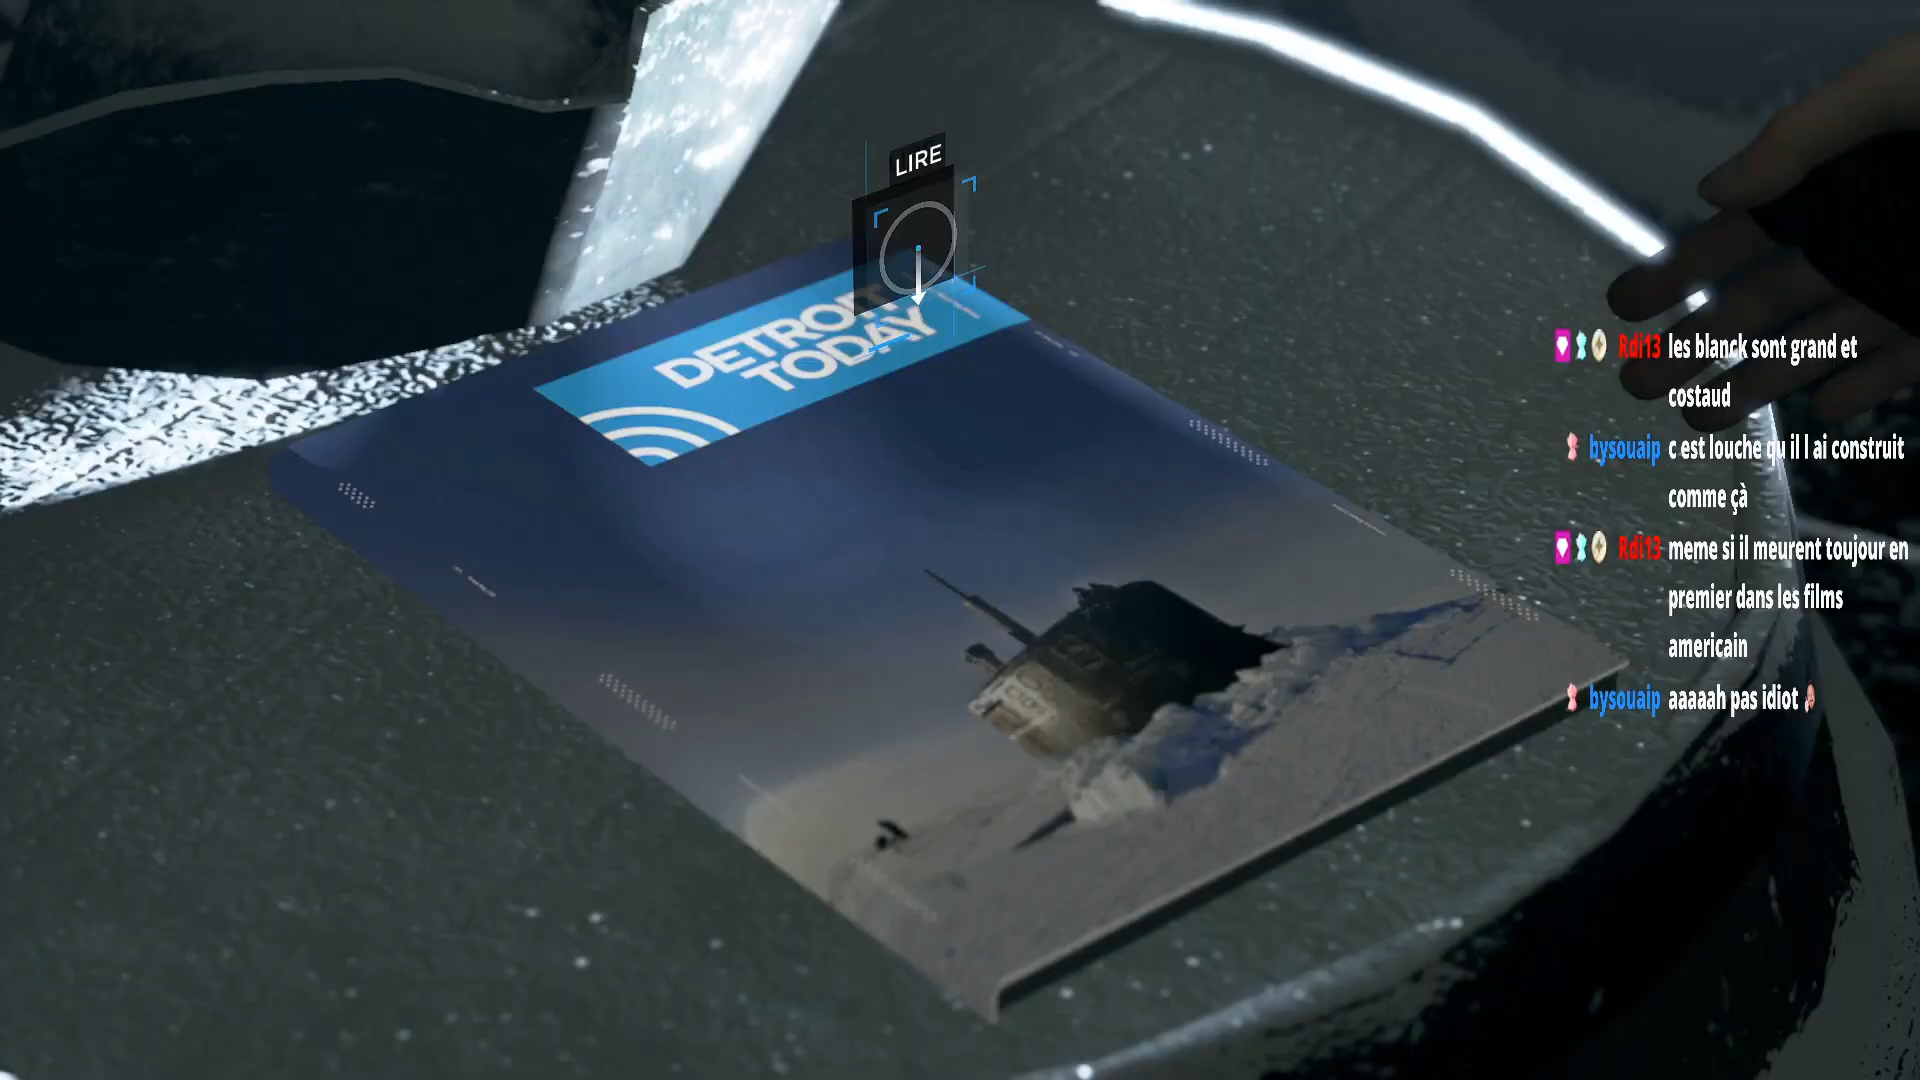 LIRE
DETROIT
TODAY
Rdi13 les blanck sont grand et
costaud
bysouaip c est louche qu il l ai construit
comme çà
Rdi13 meme si il meurent toujour en
premier dans les films
americain
bysouaip aaaaah pas idiot